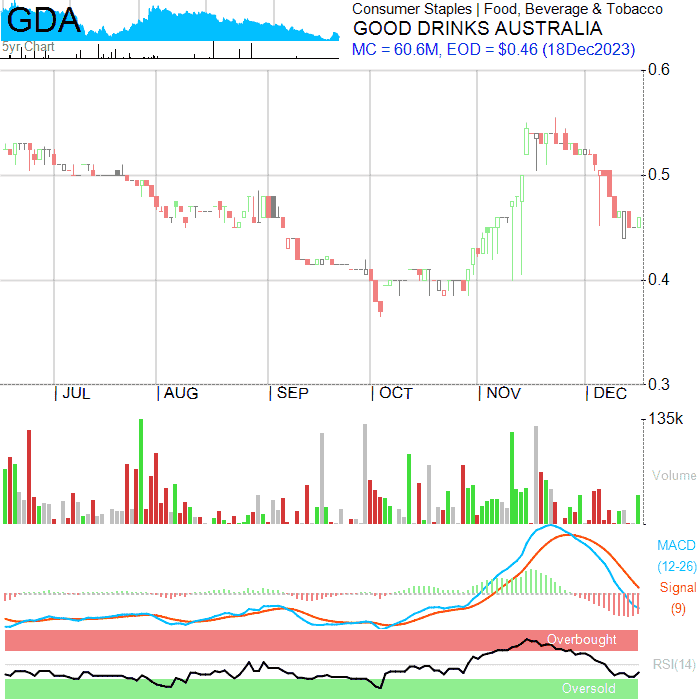 GDA
5yr Chart
Consumer Staples | Food, Beverage & Tobacco
GOOD DRINKS AUSTRALIA
MC = 60.6M, EOD = $0.46 (18Dec2023)
0.6
0.5
0.4
0.3
JUL AUG SEP OCT NOV DEC
135k
Volume
MACD
(12-26)
Signal
(9)
Overbought
RSI(14)
Oversold